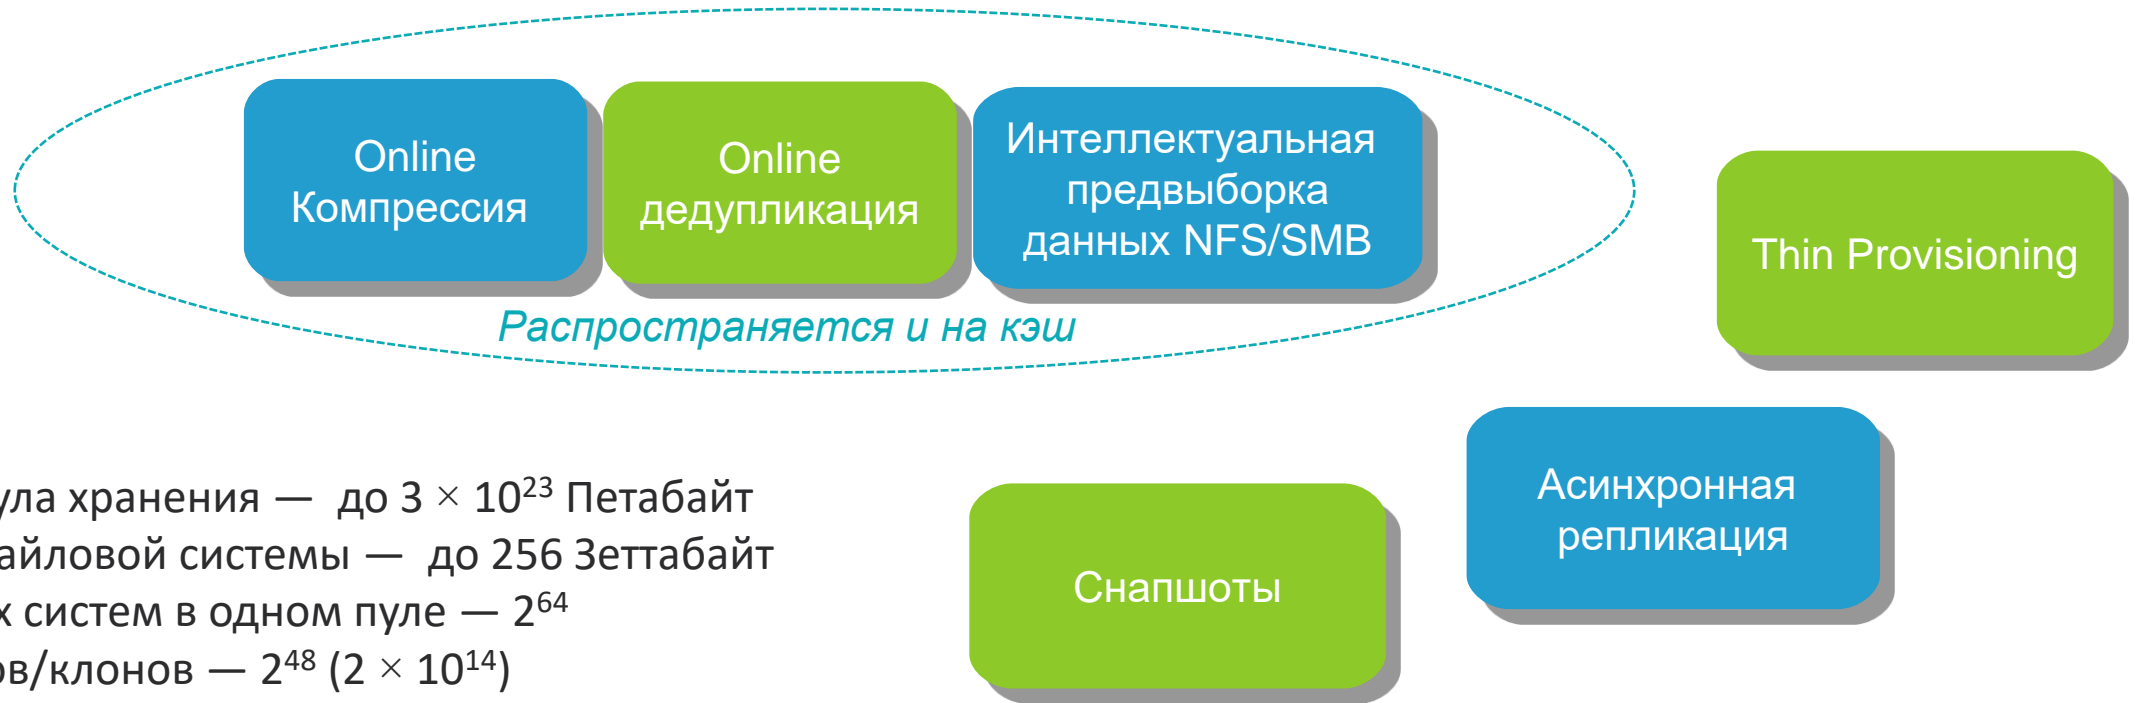 Online
Компрессия
Online
дедупликация
Интеллектуальная
предвыборка
данных NFS/SMB
Распространяется и на кэш
Thin Provisioning
Асинхронная
репликация
Снапшоты
ула хранения — до 3 × 10²³ Петабайт
айловой системы — до 256 Зеттабайт
х систем в одном пуле — 2⁶⁴
ов/клонов — 2⁴⁸ (2 × 10¹⁴)